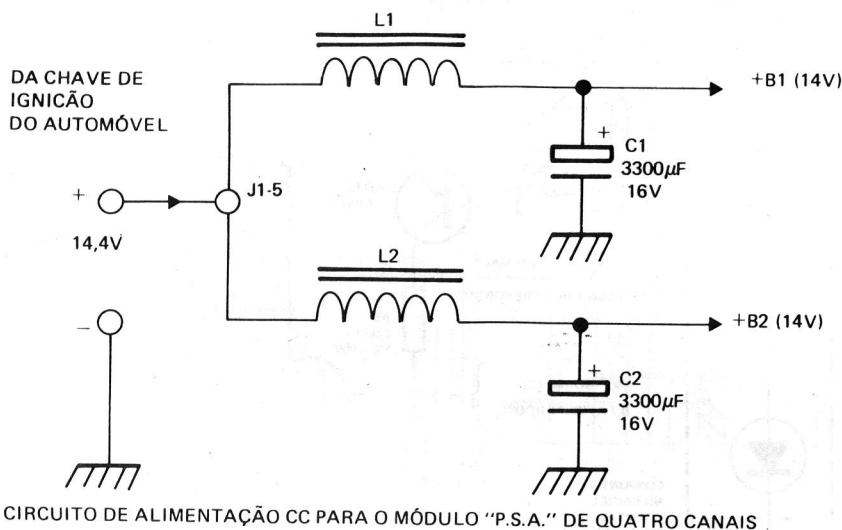 L1
DA CHAVE DE
IGNICÃO
DO AUTOMÓVEL
+B1 (14V)
+
C1
3300µF
16V
+
J1-5
14,4V
L2
−
+B2 (14V)
+
C2
3300µF
16V
CIRCUITO DE ALIMENTAÇÃO CC PARA O MÓDULO "P.S.A." DE QUATRO CANAIS